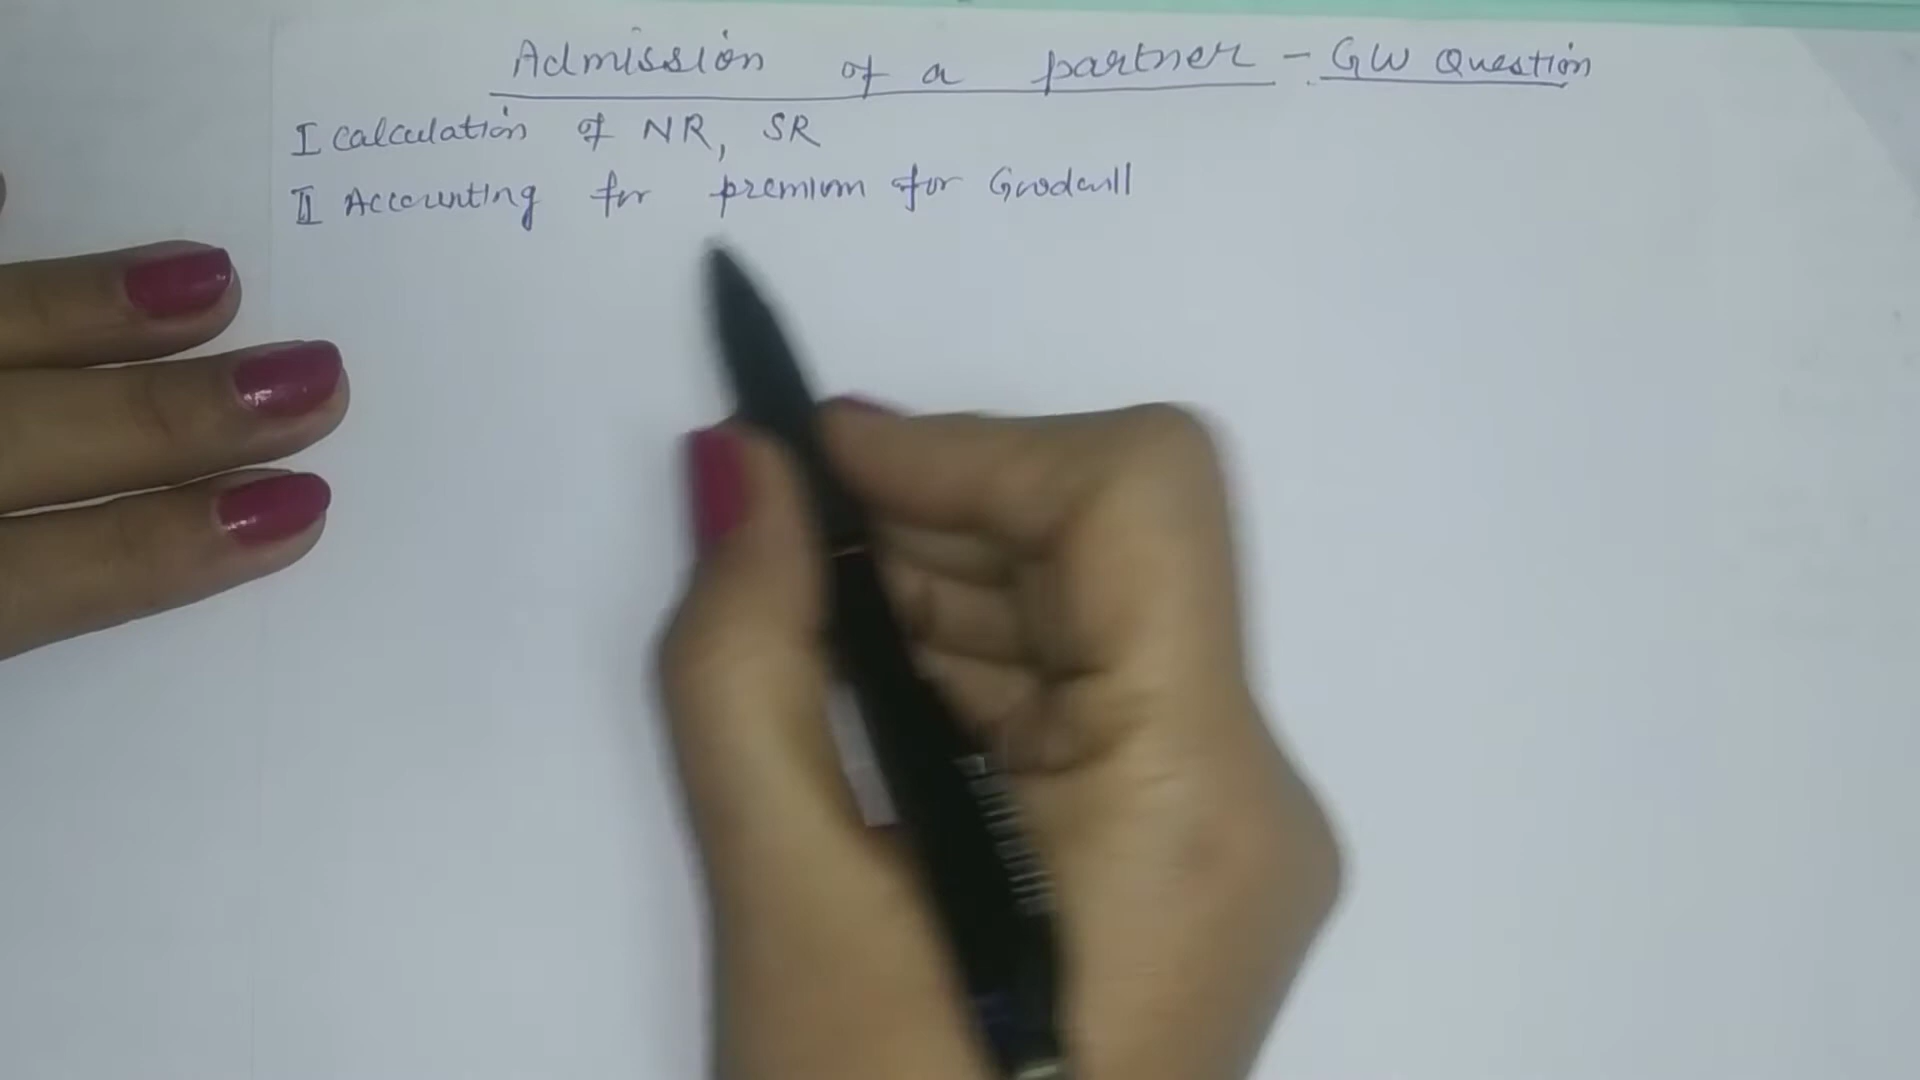 Admission of a partner - GW Question
I calculation of NR, SR
II Accounting for premium for Goodwill